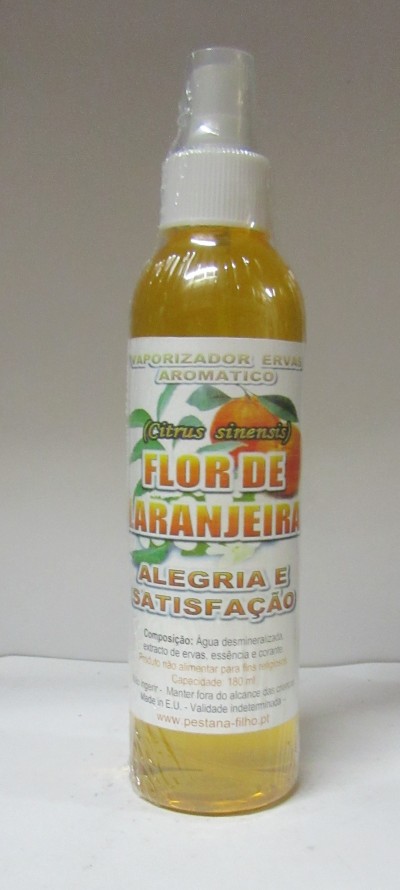 VAPORIZADOR ERVAS
AROMATICO
(Citrus sinensis)
FLOR DE
LARANJEIRA
ALEGRIA E
SATISFAÇÃO
Composição: Água desmineralizada,
extracto de ervas, essência e corante
Produto não alimentar para fins religiosos
Capacidade: 180 ml
ingerir - Manter fora do alcance das crianças
Made in E.U. - Validade indeterminada -
www.pestana-filho.pt